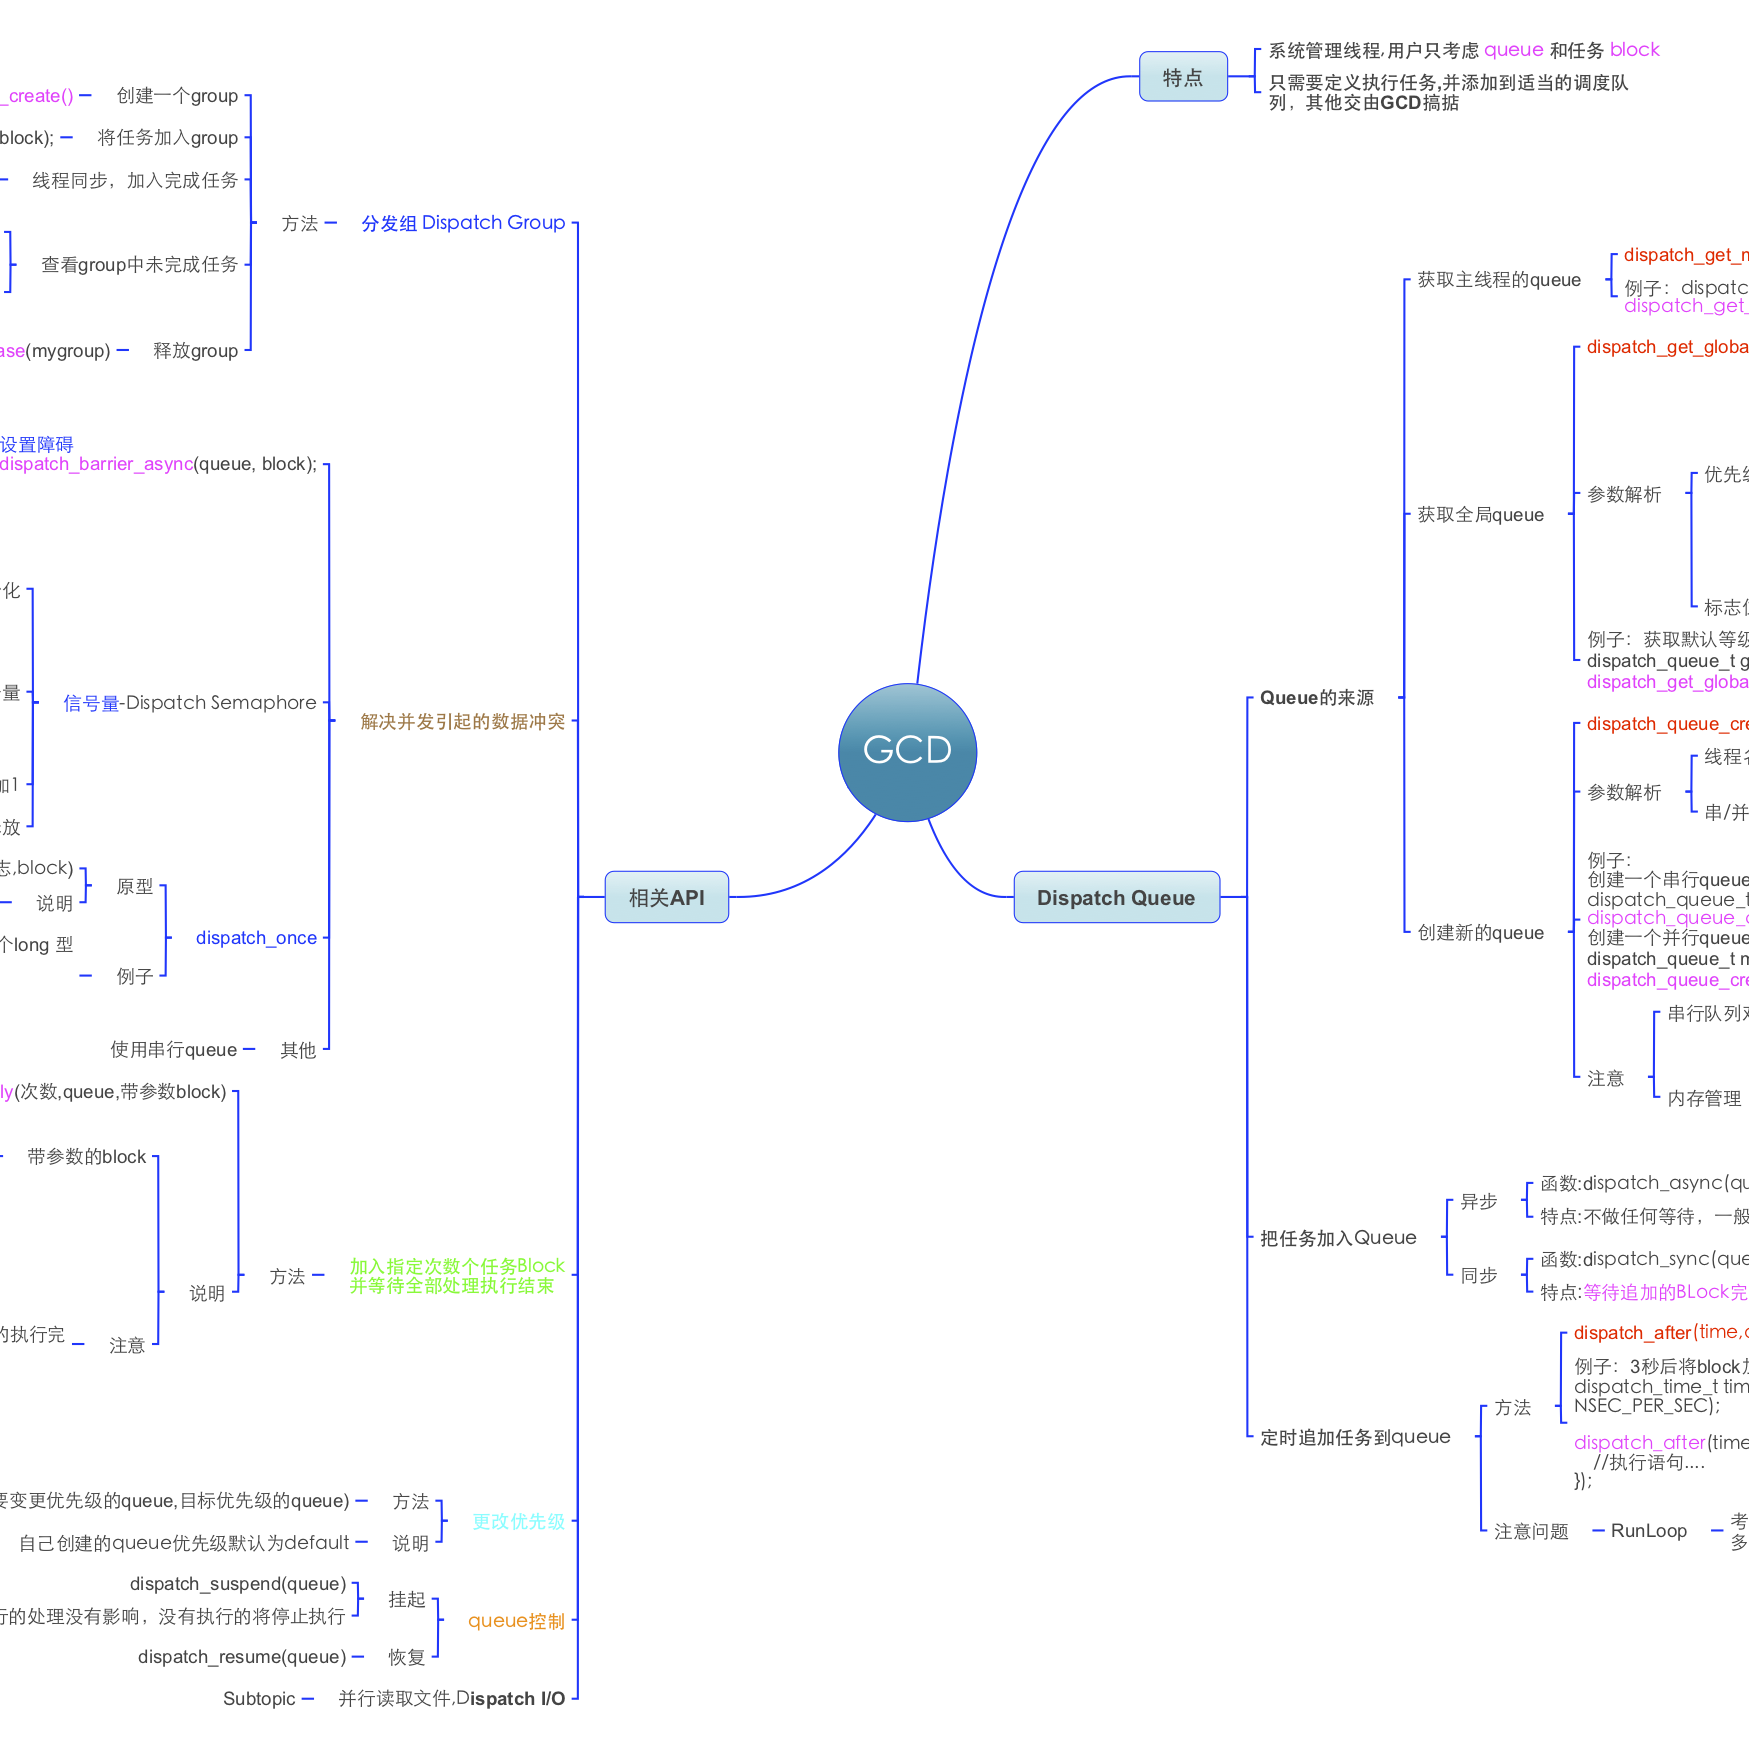 GCD
特点
系统管理线程,用户只考虑 queue 和任务 block
只需要定义执行任务,并添加到适当的调度队
列，其他交由GCD搞掂
Dispatch Queue
Queue的来源
获取主线程的queue
dispatch_get_m
例子：dispatc
dispatch_get_
获取全局queue
dispatch_get_globa
参数解析
优先级
标志位
例子：获取默认等级
dispatch_queue_t g
dispatch_get_globa
创建新的queue
dispatch_queue_cre
参数解析
线程名
串/并
例子：
创建一个串行queue
dispatch_queue_t
dispatch_queue_c
创建一个并行queue
dispatch_queue_t m
dispatch_queue_cre
注意
串行队列
内存管理
把任务加入Queue
异步
函数:dispatch_async(qu
特点:不做任何等待，一般
同步
函数:dispatch_sync(que
特点:等待追加的BLock完
定时追加任务到queue
方法
dispatch_after(time,
例子：3秒后将block加
dispatch_time_t tim
NSEC_PER_SEC);
dispatch_after(time
//执行语句....
});
注意问题
RunLoop
考
多
相关API
分发组 Dispatch Group
方法
创建一个group
_create()
将任务加入group
block);
线程同步，加入完成任务
查看group中未完成任务
释放group
ase(mygroup)
解决并发引起的数据冲突
设置障碍
dispatch_barrier_async(queue, block);
信号量-Dispatch Semaphore
化
量
加1
放
dispatch_once
原型
志,block)
说明
个long 型
例子
其他
使用串行queue
加入指定次数个任务Block
并等待全部处理执行结束
方法
ly(次数,queue,带参数block)
说明
带参数的block
注意
的执行完
更改优先级
方法
要变更优先级的queue,目标优先级的queue)
说明
自己创建的queue优先级默认为default
queue控制
挂起
dispatch_suspend(queue)
行的处理没有影响，没有执行的将停止执行
恢复
dispatch_resume(queue)
并行读取文件,Dispatch I/O
Subtopic